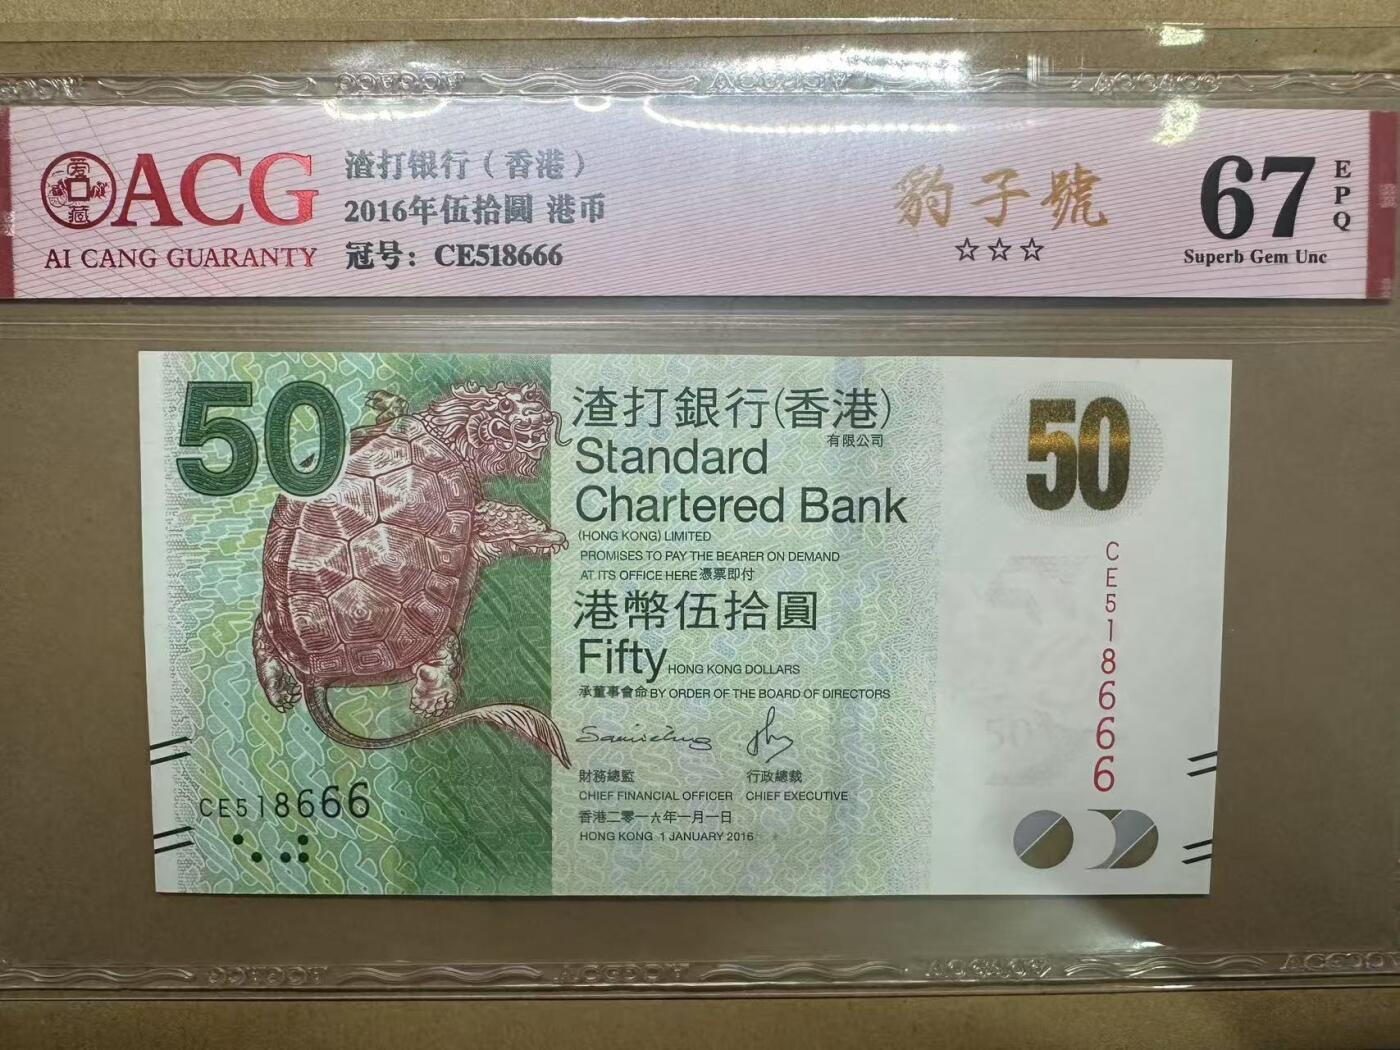 愛藏
ACG
AI CANG GUARANTY
渣打银行（香港）
2016年伍拾圓 港币
冠号：CE518666
豹子號
☆☆☆
67
EPQ
Superb Gem Unc
50
渣打銀行(香港)
有限公司
Standard
Chartered Bank
(HONG KONG) LIMITED
PROMISES TO PAY THE BEARER ON DEMAND
AT ITS OFFICE HERE 憑票即付
港幣伍拾圓
Fifty HONG KONG DOLLARS
承董事會命 BY ORDER OF THE BOARD OF DIRECTORS
財務總監 行政總裁
CHIEF FINANCIAL OFFICER CHIEF EXECUTIVE
香港二零一六年一月一日
HONG KONG 1 JANUARY 2016
CE518666
50
CE518666
50